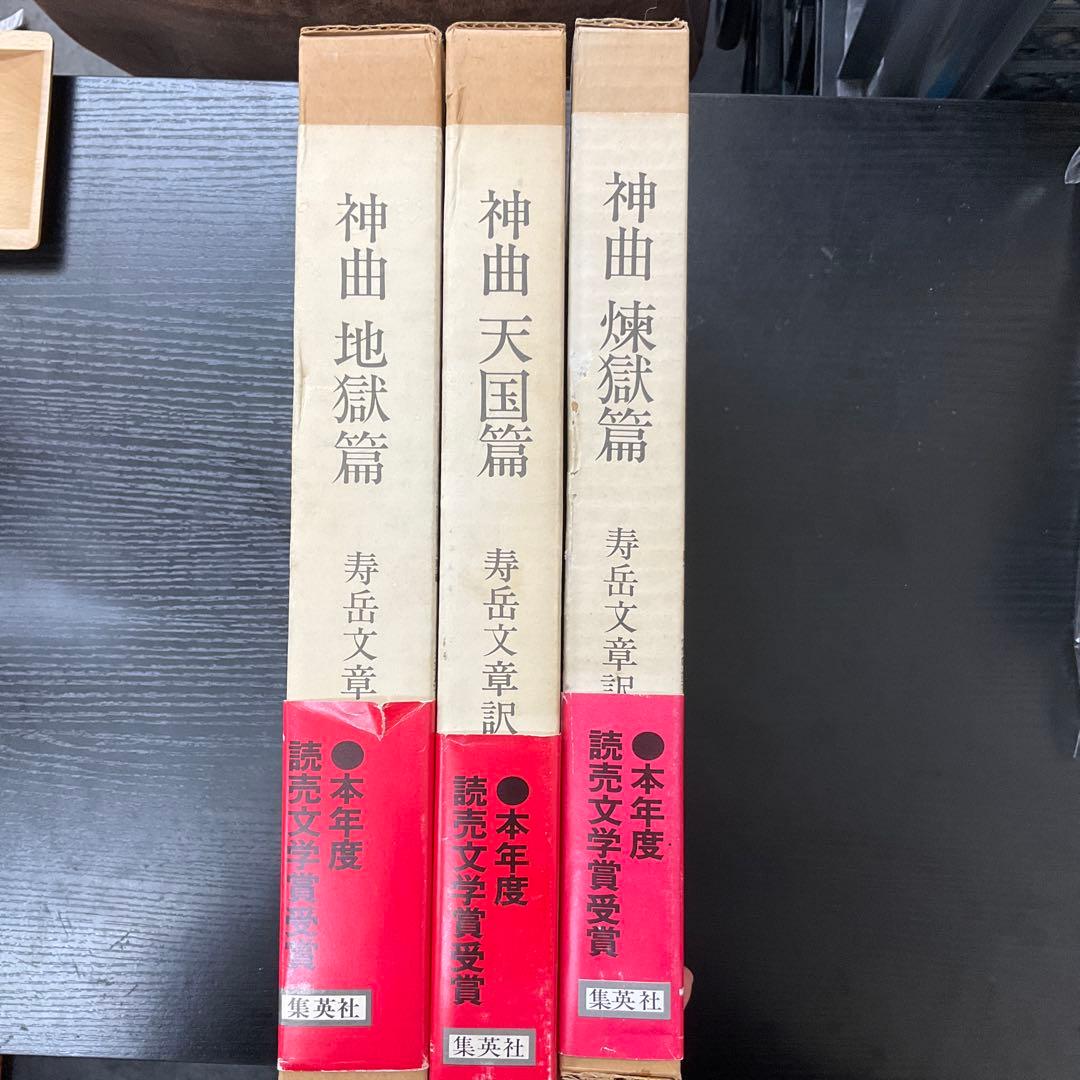 神曲 地獄篇
寿岳文章
●本年度
読売文学賞受賞
集英社
神曲 天国篇
寿岳文章訳
●本年度
読売文学賞受賞
集英社
神曲 煉獄篇
寿岳文章訳
●本年度
読売文学賞受賞
集英社